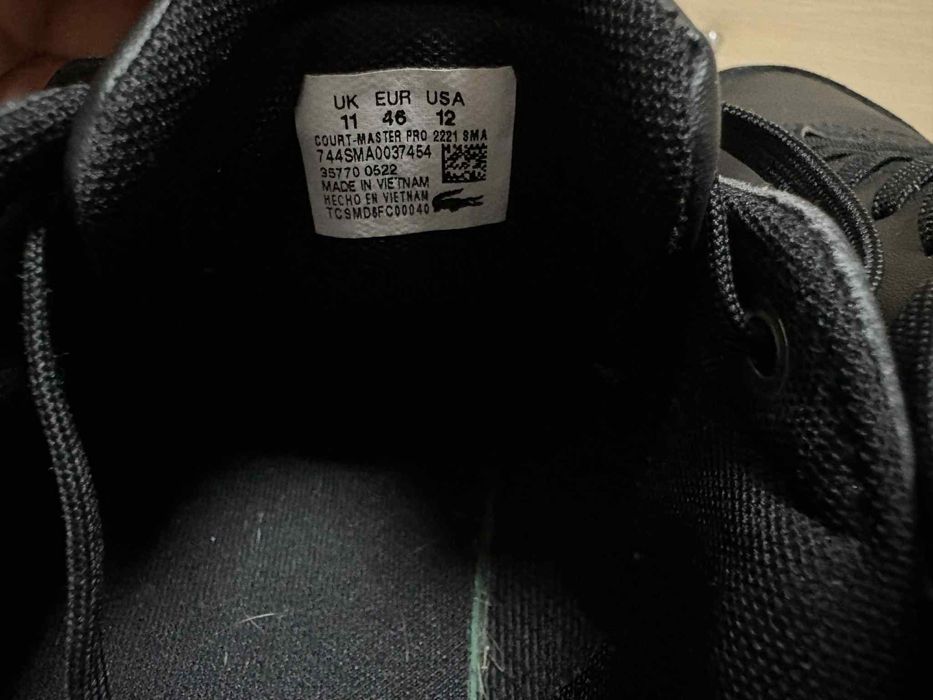 UK EUR USA
11 46 12
COURT-MASTER PRO 2221 SMA
744SMA0037454
35770 0522
MADE IN VIETNAM
HECHO EN VIETNAM
TCSMD8FC00040